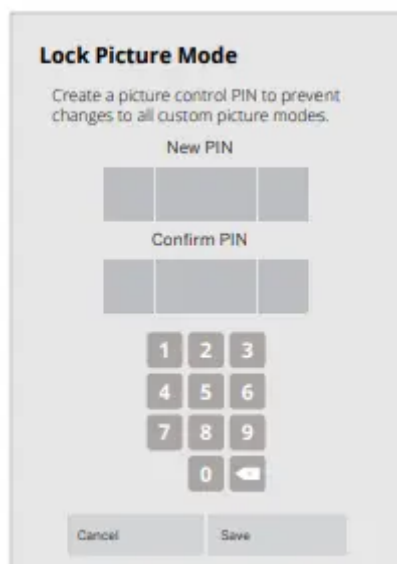 Lock Picture Mode
Create a picture control PIN to prevent
changes to all custom picture modes.
New PIN
Confirm PIN
1 2 3
4 5 6
7 8 9
0
Cancel Save